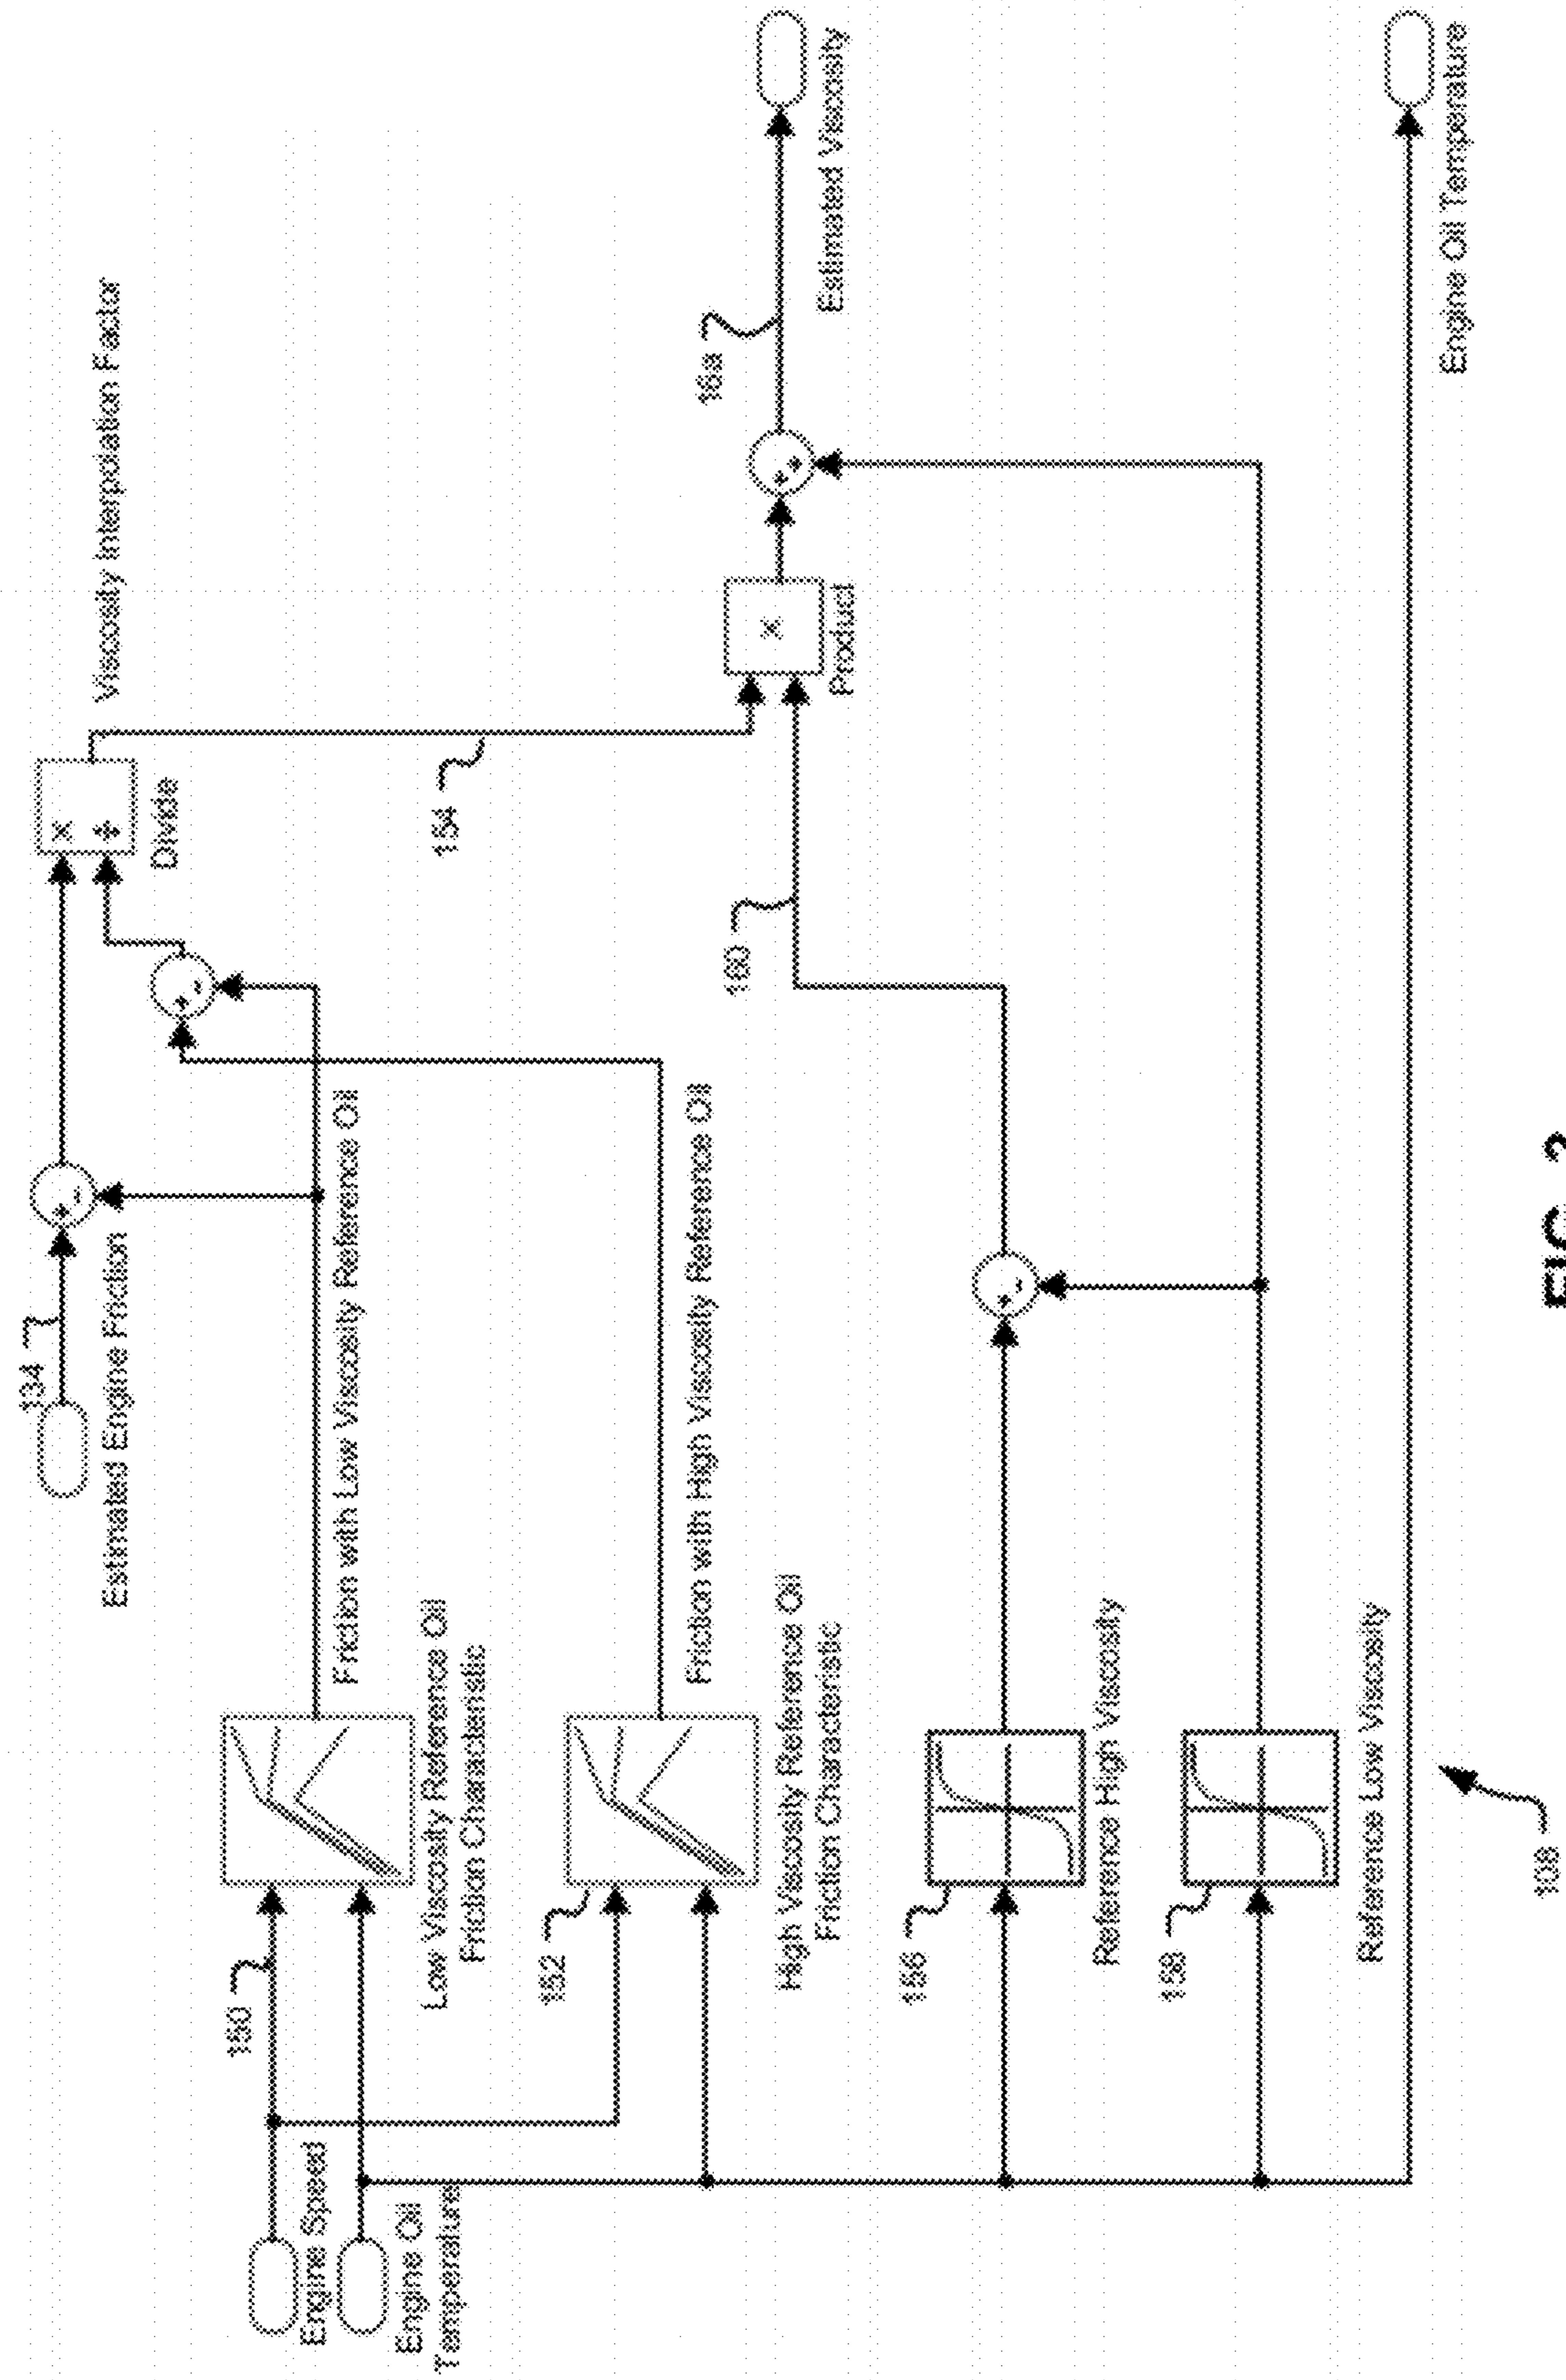 134
Estimated Engine Friction
Divide
Viscosity Interpolation Factor
Engine Speed
150
Low Viscosity Reference Oil
Friction Characteristic
Friction with Low Viscosity Reference Oil
154
Engine Oil
Temperature
152
High Viscosity Reference Oil
Friction Characteristic
Friction with High Viscosity Reference Oil
160
Product
16a
Estimated Viscosity
156
Reference High Viscosity
158
Reference Low Viscosity
Engine Oil Temperature
108